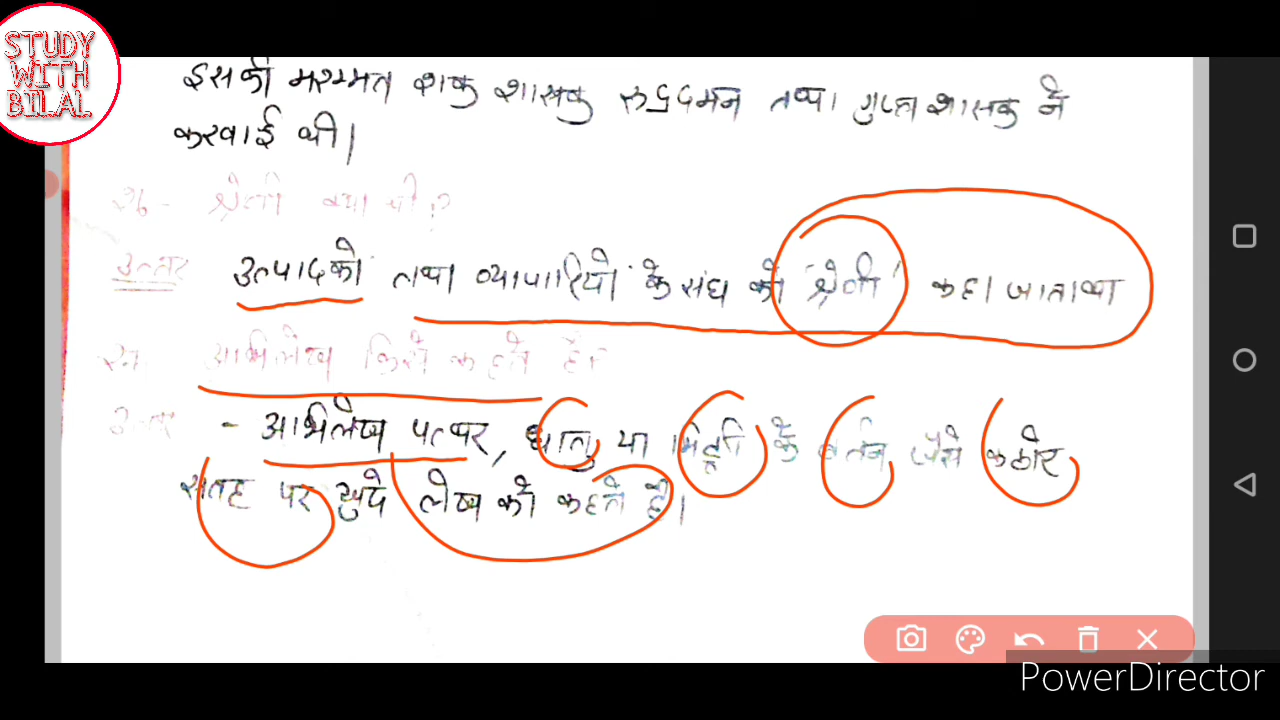 STUDY
WITH
BILAL
इसकी मरम्मत शक शासक रुद्रदमन तथा गुप्त शासक ने
करवाई थी।
26- श्रेणी क्या थी?
उत्तर उत्पादको तथा व्यापारियों के संघ को 'श्रेणी' कहा जाता था
अभिलेख किसे कहते हैं?
उत्तर - अभिलेख पत्थर, धातु या मिट्टी के बर्तन जैसे कठोर
सतह पर खुदे लेख को कहते है।
PowerDirector